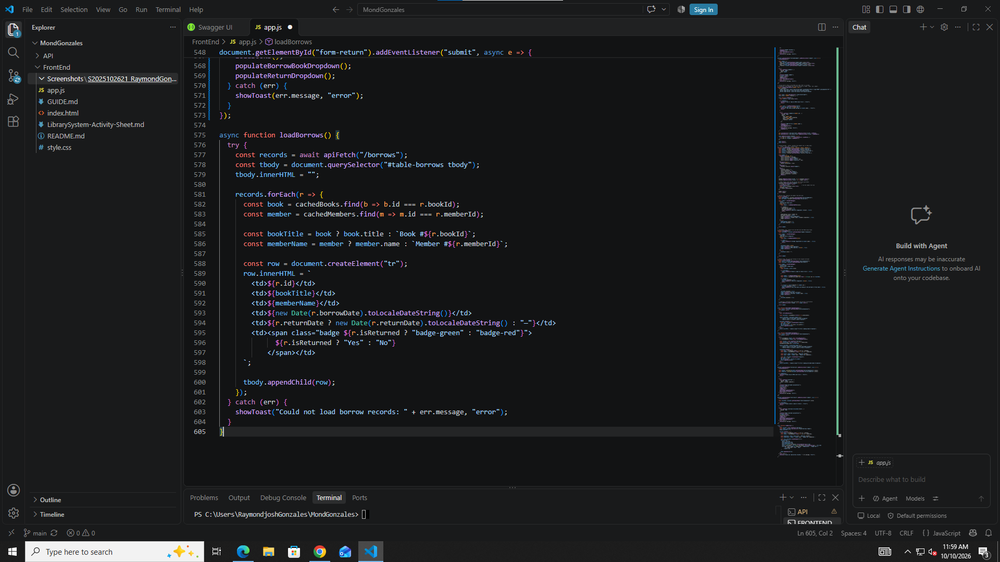 File Edit Selection View Go Run Terminal Help
MondGonzales
Sign In
Explorer
MondGonzales
API
FrontEnd
Screenshots\S2025102621_RaymondGon...
JS app.js
GUIDE.md
index.html
LibrarySystem-Activity-Sheet.md
README.md
# style.css
Outline
Timeline
1
Swagger UI
JS app.js
FrontEnd > JS app.js > loadBorrows
548 document.getElementById("form-return").addEventListener("submit", async e => {
568 populateBorrowBookDropdown();
569 populateReturnDropdown();
570 } catch (err) {
571 showToast(err.message, "error");
572 }
573 });
574
575 async function loadBorrows() {
576 try {
577 const records = await apiFetch("/borrows");
578 const tbody = document.querySelector("#table-borrows tbody");
579 tbody.innerHTML = "";
580
581 records.forEach(r => {
582 const book = cachedBooks.find(b => b.id === r.bookId);
583 const member = cachedMembers.find(m => m.id === r.memberId);
584
585 const bookTitle = book ? book.title : `Book #${r.bookId}`;
586 const memberName = member ? member.name : `Member #${r.memberId}`;
587
588 const row = document.createElement("tr");
589 row.innerHTML = `
590 <td>${r.id}</td>
591 <td>${bookTitle}</td>
592 <td>${memberName}</td>
593 <td>${new Date(r.borrowDate).toLocaleDateString()}</td>
594 <td>${r.returnDate ? new Date(r.returnDate).toLocaleDateString() : "—"}</td>
595 <td><span class="badge ${r.isReturned ? "badge-green" : "badge-red"}">
596 ${r.isReturned ? "Yes" : "No"}
597 </span></td>
598 `;
599
600 tbody.appendChild(row);
601 });
602 } catch (err) {
603 showToast("Could not load borrow records: " + err.message, "error");
604 }
605 }
Problems Output Debug Console Terminal Ports
PS C:\Users\RaymondjoshGonzales\MondGonzales>
API
FRONTEND
Chat
Build with Agent
AI responses may be inaccurate
Generate Agent Instructions to onboard AI
onto your codebase.
JS app.js
Describe what to build
Agent Models
Local Default permissions
main 0 0
Ln 605, Col 2 Spaces: 4 UTF-8 CRLF { } JavaScript
Type here to search
11:59 AM
10/10/2026
3